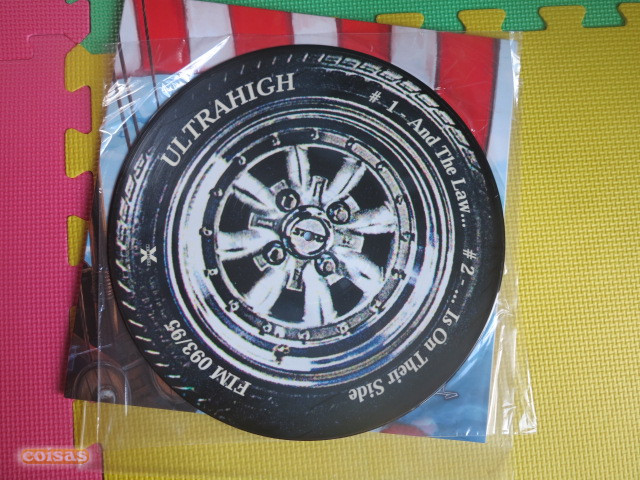 ULTRAHIGH
# 1 - And The Law...
# 2 - ... Is On Their Side
FIM 093/95
coisas